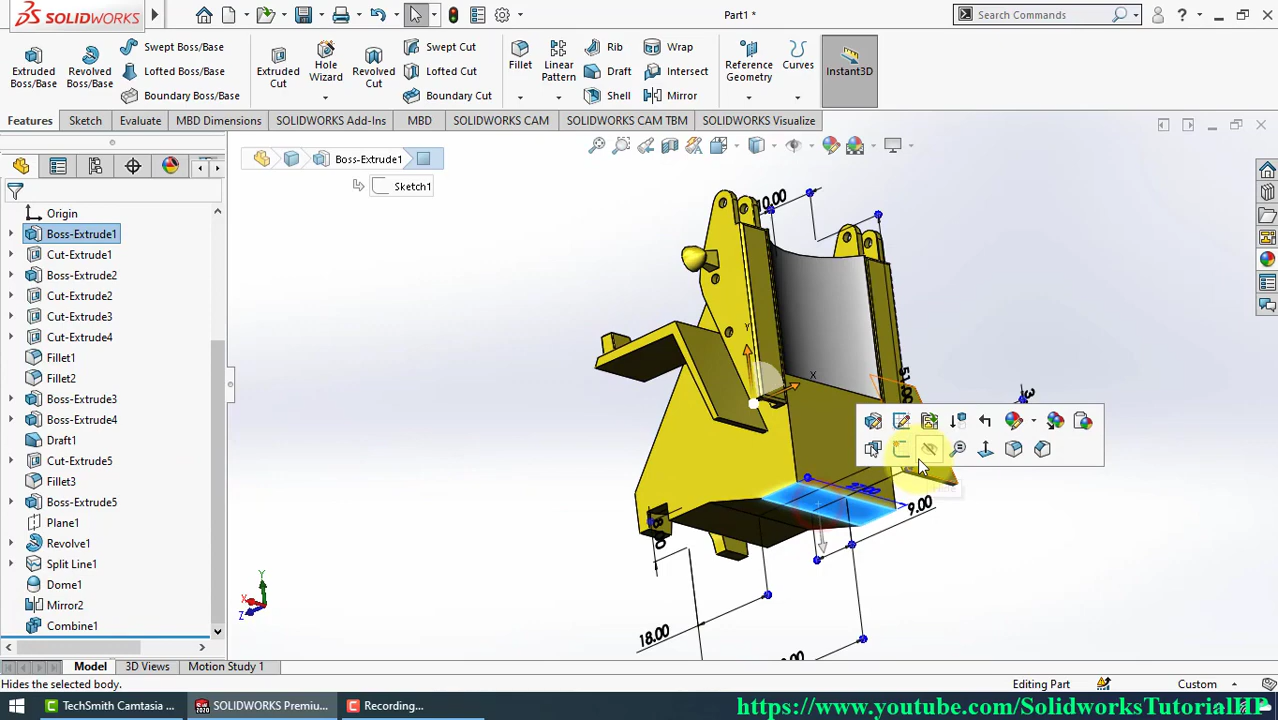 SOLIDWORKS
Part1 *
Search Commands
Extruded Boss/Base
Revolved Boss/Base
Swept Boss/Base
Lofted Boss/Base
Boundary Boss/Base
Extruded Cut
Hole Wizard
Revolved Cut
Swept Cut
Lofted Cut
Boundary Cut
Fillet
Linear Pattern
Rib
Draft
Shell
Wrap
Intersect
Mirror
Reference Geometry
Curves
Instant3D
Features
Sketch
Evaluate
MBD Dimensions
SOLIDWORKS Add-Ins
MBD
SOLIDWORKS CAM
SOLIDWORKS CAM TBM
SOLIDWORKS Visualize
Boss-Extrude1
Sketch1
Origin
Boss-Extrude1
Cut-Extrude1
Boss-Extrude2
Cut-Extrude2
Cut-Extrude3
Cut-Extrude4
Fillet1
Fillet2
Boss-Extrude3
Boss-Extrude4
Draft1
Cut-Extrude5
Fillet3
Boss-Extrude5
Plane1
Revolve1
Split Line1
Dome1
Mirror2
Combine1
10.00
Y
X
9.00
18.00
Y
X
Z
Model
3D Views
Motion Study 1
Hides the selected body.
Editing Part
Custom
TechSmith Camtasia ...
SOLIDWORKS Premiu...
Recording...
https://www.youtube.com/SolidworksTutorialHP